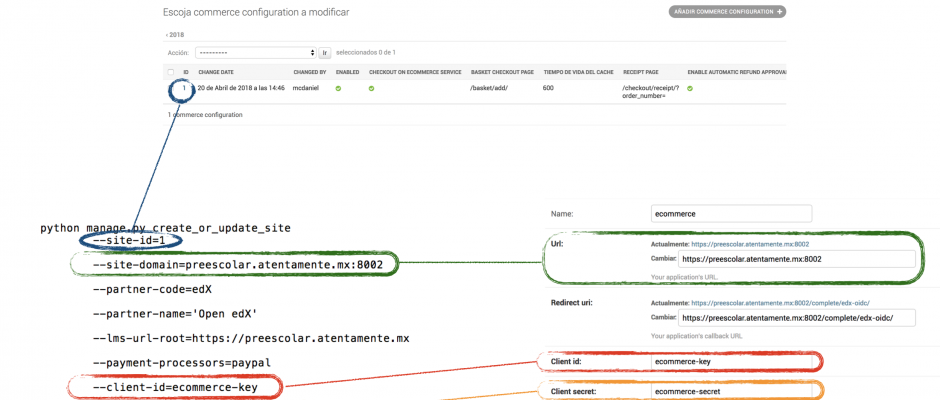 Escoja commerce configuration a modificar
AÑADIR COMMERCE CONFIGURATION +
‹ 2018
Acción: --------- Ir seleccionados 0 de 1
ID CHANGE DATE CHANGED BY ENABLED CHECKOUT ON ECOMMERCE SERVICE BASKET CHECKOUT PAGE TIEMPO DE VIDA DEL CACHE RECEIPT PAGE ENABLE AUTOMATIC REFUND APPROVAL
1 20 de Abril de 2018 a las 14:46 mcdaniel /basket/add/ 600 /checkout/receipt/?
order_number=
1 commerce configuration
python manage.py create_or_update_site
--site-id=1
--site-domain=preescolar.atentamente.mx:8002
--partner-code=edX
--partner-name='Open edX'
--lms-url-root=https://preescolar.atentamente.mx
--payment-processors=paypal
--client-id=ecommerce-key
Name: ecommerce
Url: Actualmente: https://preescolar.atentamente.mx:8002
Cambiar: https://preescolar.atentamente.mx:8002
Your application's URL.
Redirect uri: Actualmente: https://preescolar.atentamente.mx:8002/complete/edx-oidc/
Cambiar: https://preescolar.atentamente.mx:8002/complete/edx-oidc/
Your application's callback URL
Client id: ecommerce-key
Client secret: ecommerce-secret